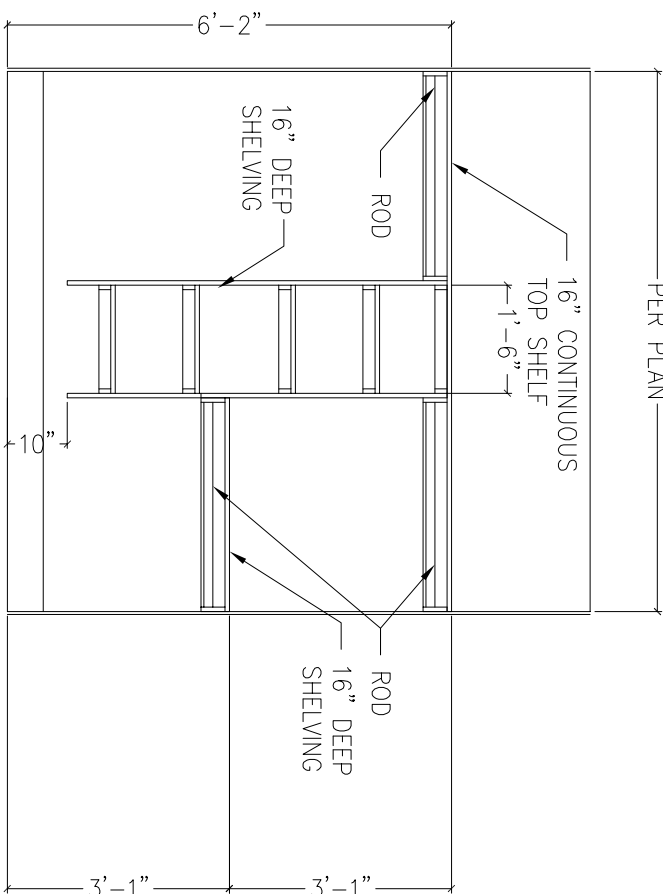 PER PLAN
16” CONTINUOUS
TOP SHELF
1’-6”
ROD
16” DEEP
SHELVING
6’-2”
10”
ROD
16” DEEP
SHELVING
3’-1”
3’-1”